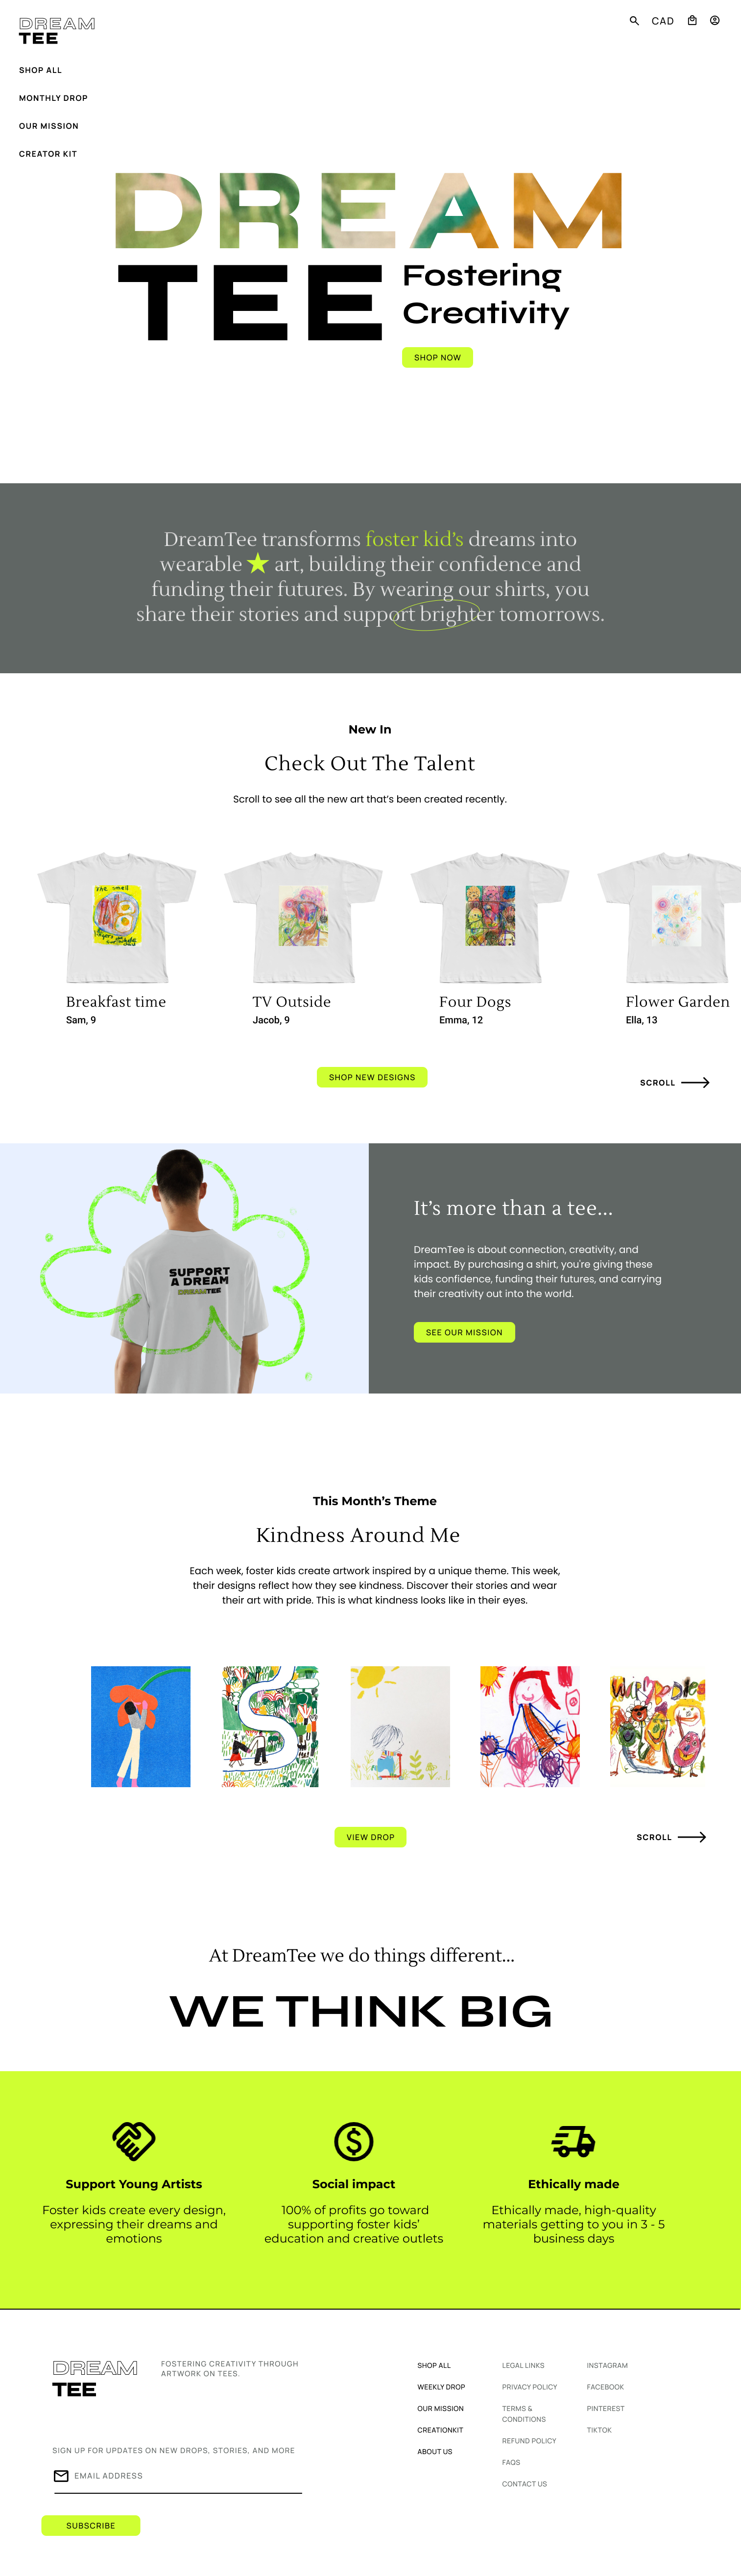 DREAM
TEE
CAD
SHOP ALL
MONTHLY DROP
OUR MISSION
CREATOR KIT
DREAM
TEE
Fostering
Creativity
SHOP NOW
DreamTee transforms foster kid's dreams into
wearable ★ art, building their confidence and
funding their futures. By wearing our shirts, you
share their stories and support brighter tomorrows.
New In
Check Out The Talent
Scroll to see all the new art that's been created recently.
The smell
Breakfast time
Sam, 9
TV Outside
Jacob, 9
Four Dogs
Emma, 12
Flower Garden
Ella, 13
SHOP NEW DESIGNS
SCROLL
SUPPORT
A DREAM
DREAMTEE
It's more than a tee...
DreamTee is about connection, creativity, and
impact. By purchasing a shirt, you're giving these
kids confidence, funding their futures, and carrying
their creativity out into the world.
SEE OUR MISSION
This Month's Theme
Kindness Around Me
Each week, foster kids create artwork inspired by a unique theme. This week,
their designs reflect how they see kindness. Discover their stories and wear
their art with pride. This is what kindness looks like in their eyes.
VIEW DROP
SCROLL
At DreamTee we do things different...
WE THINK BIG
Support Young Artists
Foster kids create every design,
expressing their dreams and
emotions
Social impact
100% of profits go toward
supporting foster kids'
education and creative outlets
Ethically made
Ethically made, high-quality
materials getting to you in 3 - 5
business days
DREAM
TEE
FOSTERING CREATIVITY THROUGH
ARTWORK ON TEES.
SIGN UP FOR UPDATES ON NEW DROPS, STORIES, AND MORE
EMAIL ADDRESS
SUBSCRIBE
SHOP ALL
WEEKLY DROP
OUR MISSION
CREATIONKIT
ABOUT US
LEGAL LINKS
PRIVACY POLICY
TERMS &
CONDITIONS
REFUND POLICY
FAQS
CONTACT US
INSTAGRAM
FACEBOOK
PINTEREST
TIKTOK